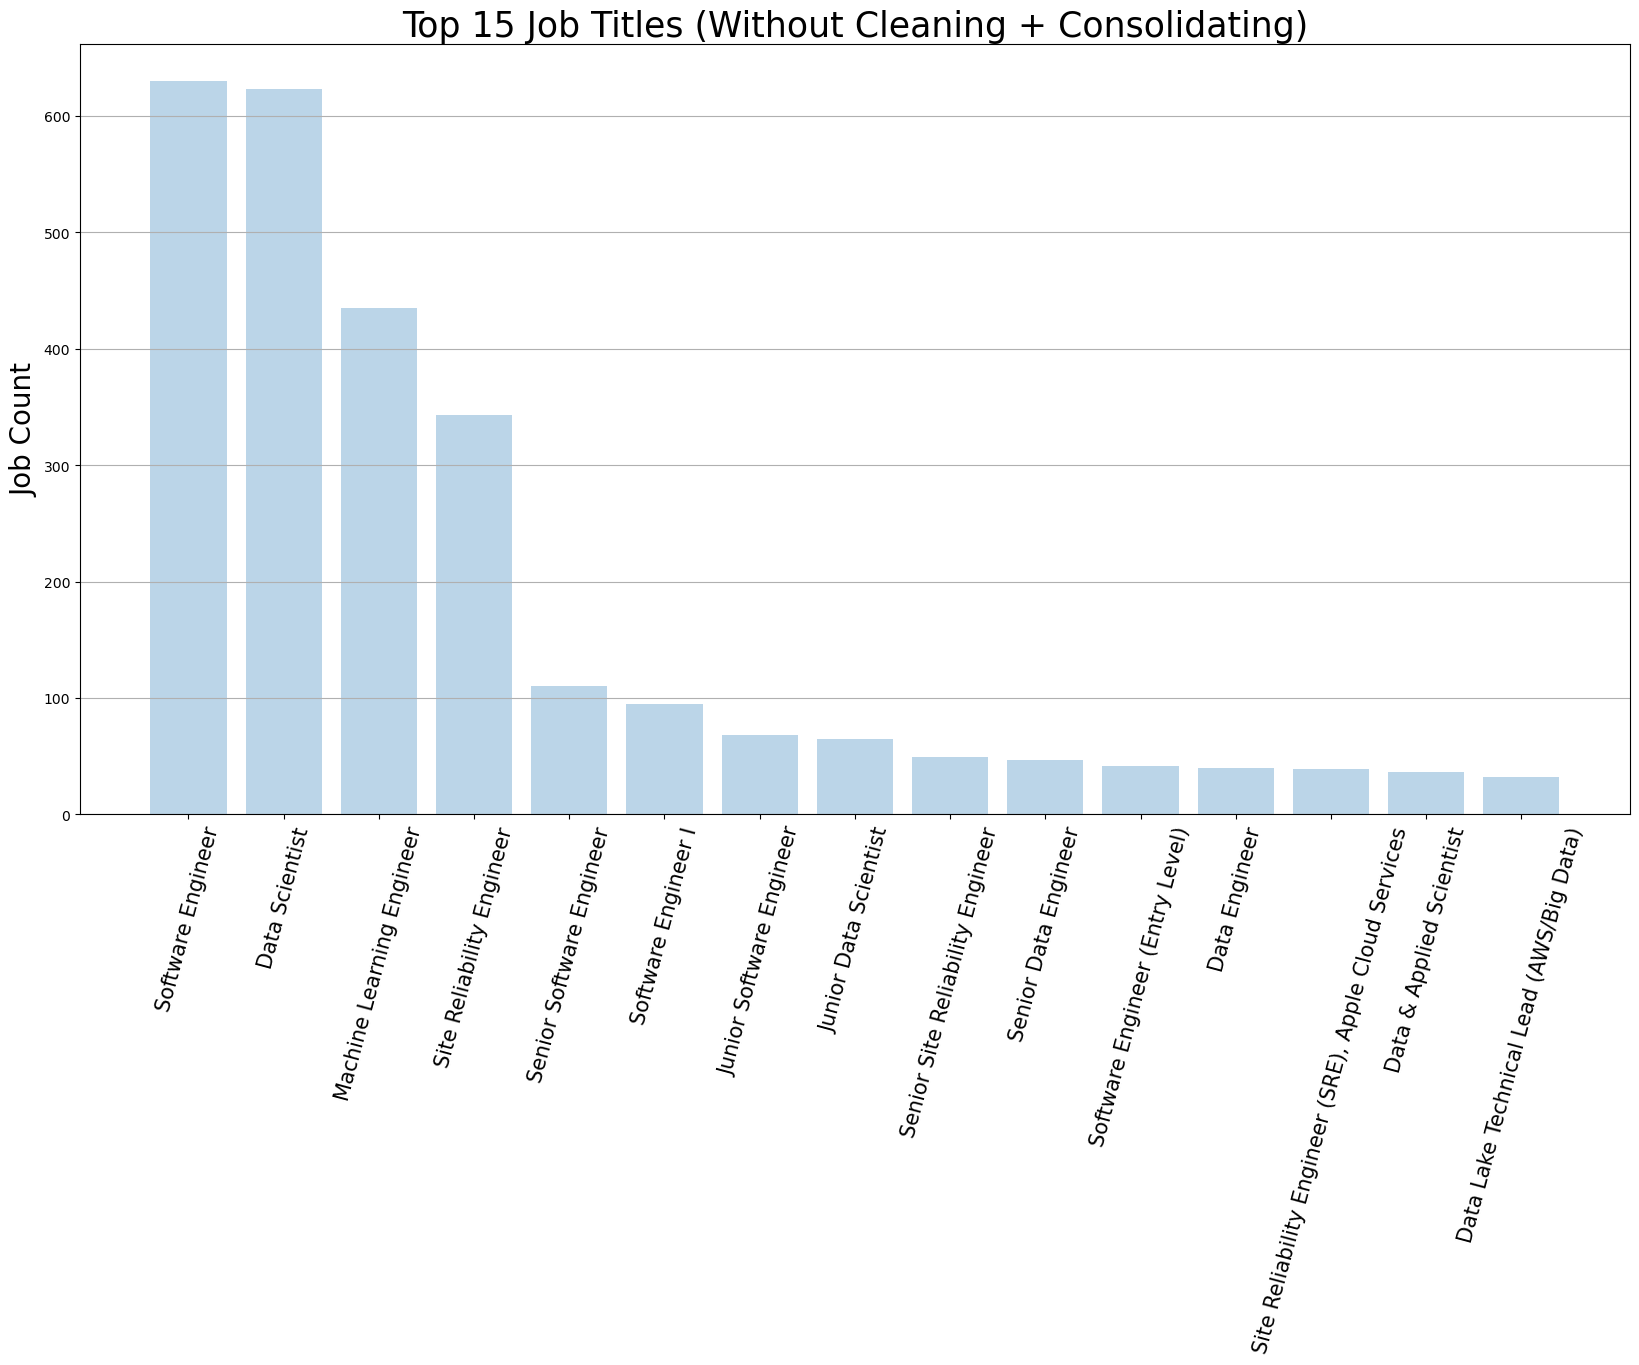 Top 15 Job Titles (Without Cleaning + Consolidating)
Job Count
600
500
400
300
200
100
0
Software Engineer
Data Scientist
Machine Learning Engineer
Site Reliability Engineer
Senior Software Engineer
Software Engineer I
Junior Software Engineer
Junior Data Scientist
Senior Site Reliability Engineer
Senior Data Engineer
Software Engineer (Entry Level)
Data Engineer
Site Reliability Engineer (SRE), Apple Cloud Services
Data & Applied Scientist
Data Lake Technical Lead (AWS/Big Data)